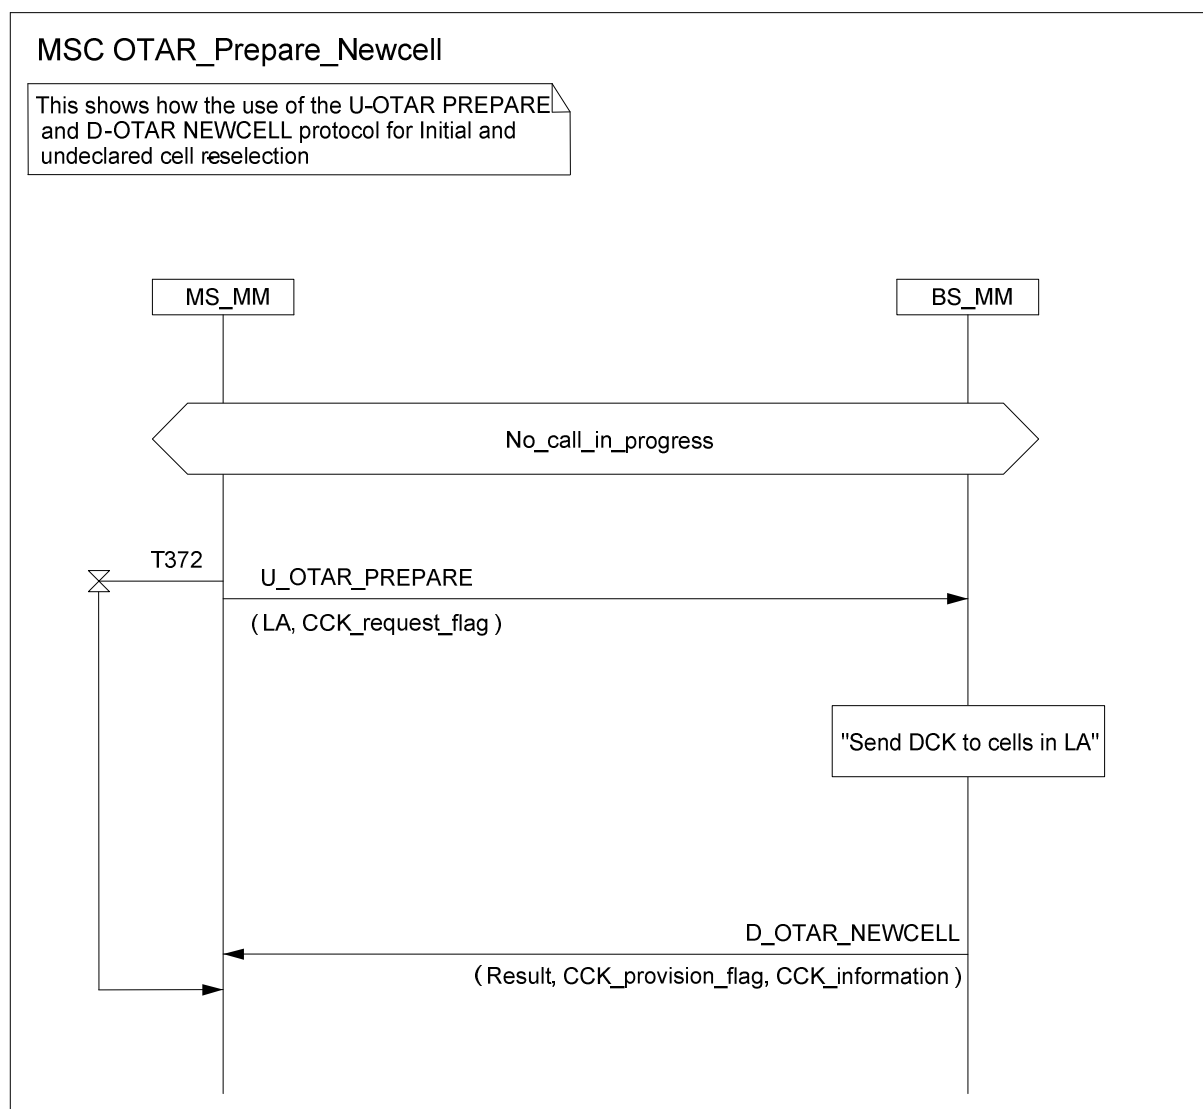 MSC OTAR_Prepare_Newcell
This shows how the use of the U-OTAR PREPARE
and D-OTAR NEWCELL protocol for Initial and
undeclared cell reselection
MS_MM
BS_MM
No_call_in_progress
T372
U_OTAR_PREPARE
(LA, CCK_request_flag)
"Send DCK to cells in LA"
D_OTAR_NEWCELL
(Result, CCK_provision_flag, CCK_information)